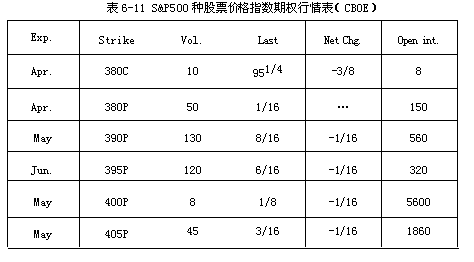 表6-11 S&P500 种股票价格指数期权行情表（CBOE）
Exp. Strike Vol. Last Net Chg. Open int.
Apr. 380C 10 95 1/4 -3/8 8
Apr. 380P 50 1/16 … 150
May 390P 130 8/16 -1/16 560
Jun. 395P 120 6/16 -1/16 320
May 400P 8 1/8 -1/16 5600
May 405P 45 3/16 -1/16 1860